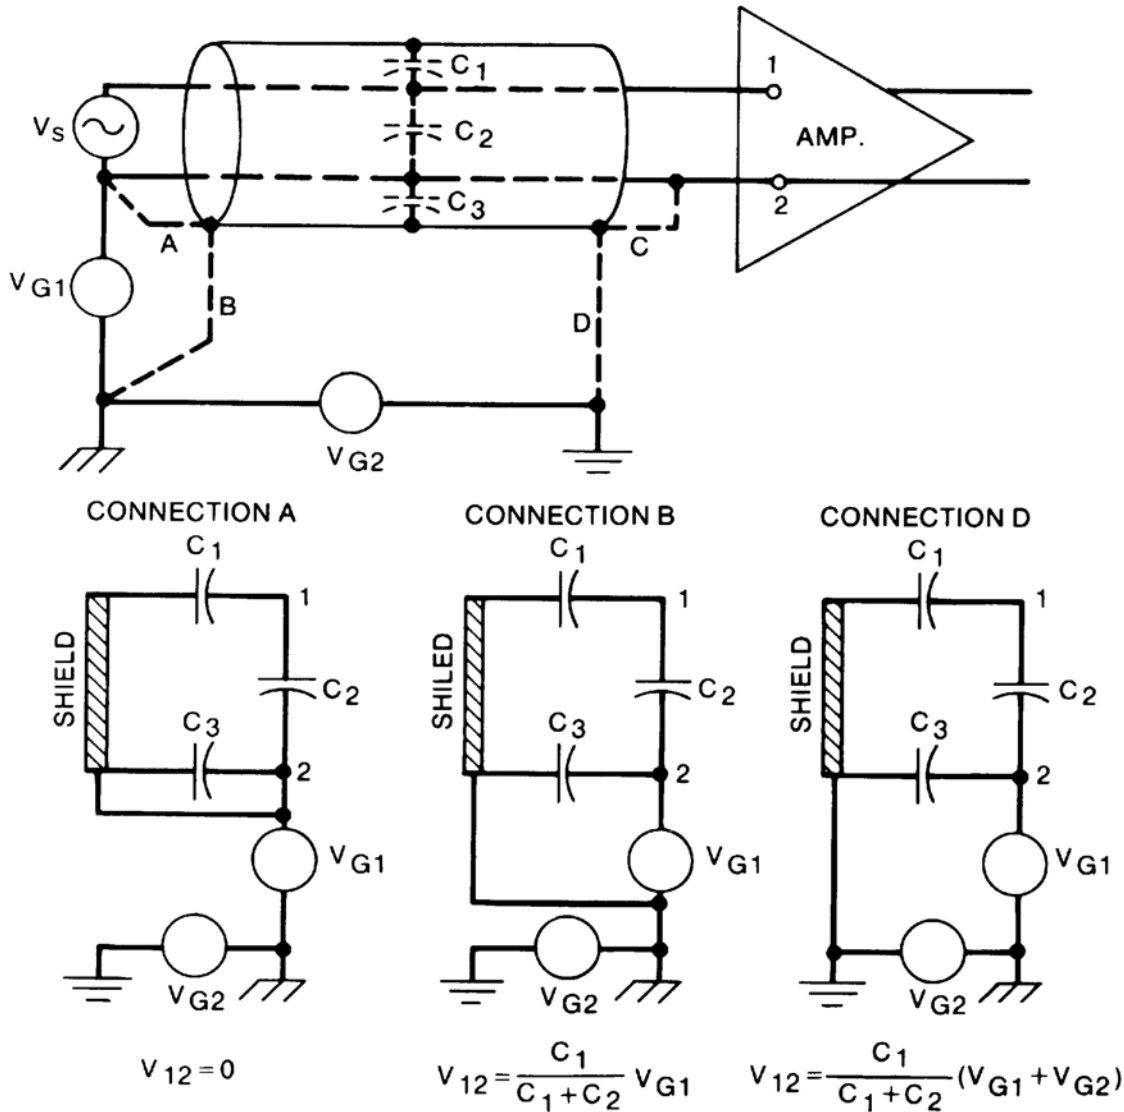 C1
1
VS
C2
AMP.
C3
2
A
C
VG1
B
D
VG2
CONNECTION A
CONNECTION B
CONNECTION D
C1
C1
C1
1
1
1
SHIELD
SHILED
SHIELD
C2
C2
C2
C3
C3
C3
2
2
2
VG1
VG1
VG1
VG2
VG2
VG2
V12=0
V12=C1/(C1+C2) VG1
V12=C1/(C1+C2) (VG1+VG2)